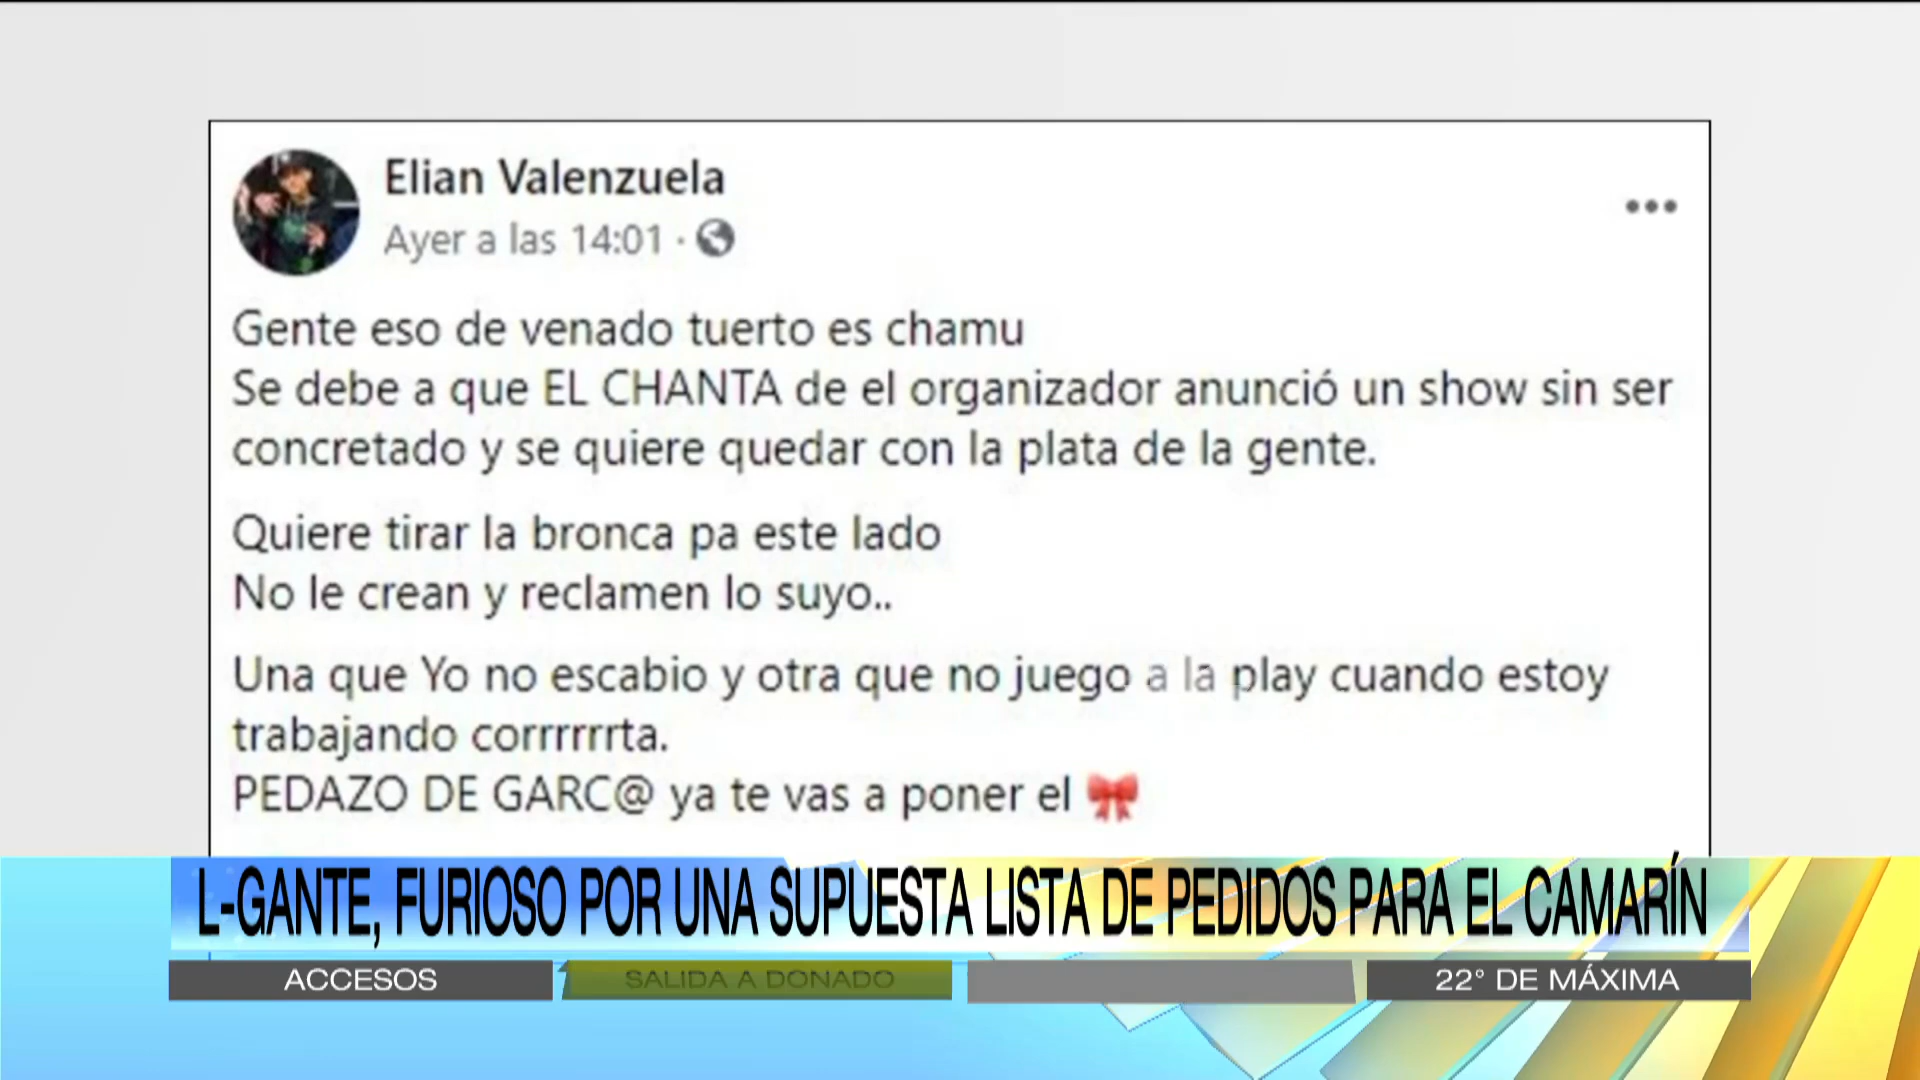 Elian Valenzuela
Ayer a las 14:01 ·
Gente eso de venado tuerto es chamu
Se debe a que EL CHANTA de el organizador anunció un show sin ser
concretado y se quiere quedar con la plata de la gente.
Quiere tirar la bronca pa este lado
No le crean y reclamen lo suyo..
Una que Yo no escabio y otra que no juego a la play cuando estoy
trabajando corrrrrrta.
PEDAZO DE GARC@ ya te vas a poner el 🎀
L-GANTE, FURIOSO POR UNA SUPUESTA LISTA DE PEDIDOS PARA EL CAMARÍN
ACCESOS SALIDA A DONADO 22° DE MÁXIMA